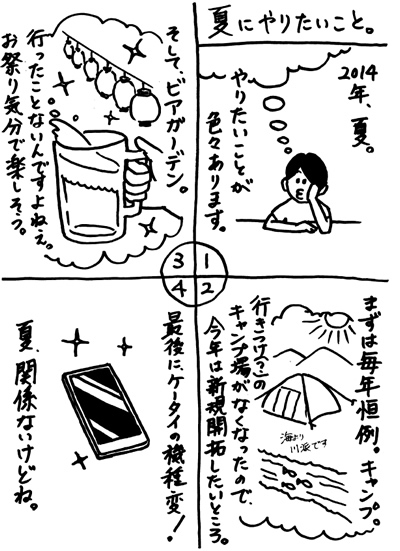 夏にやりたいこと。
2014
年、夏。
やりたいことが
色々あります。
1
まずは毎年恒例。キャンプ。
行きつけ(?)の
キャンプ場がなくなったので、
今年は新規開拓したいところ。
海より
川派です
2
そして、ビアガーデン。
行ったことないんですよねぇ。
お祭り気分で楽しそう。
3
最後に、ケータイの機種変!
夏、関係ないけどね。
4